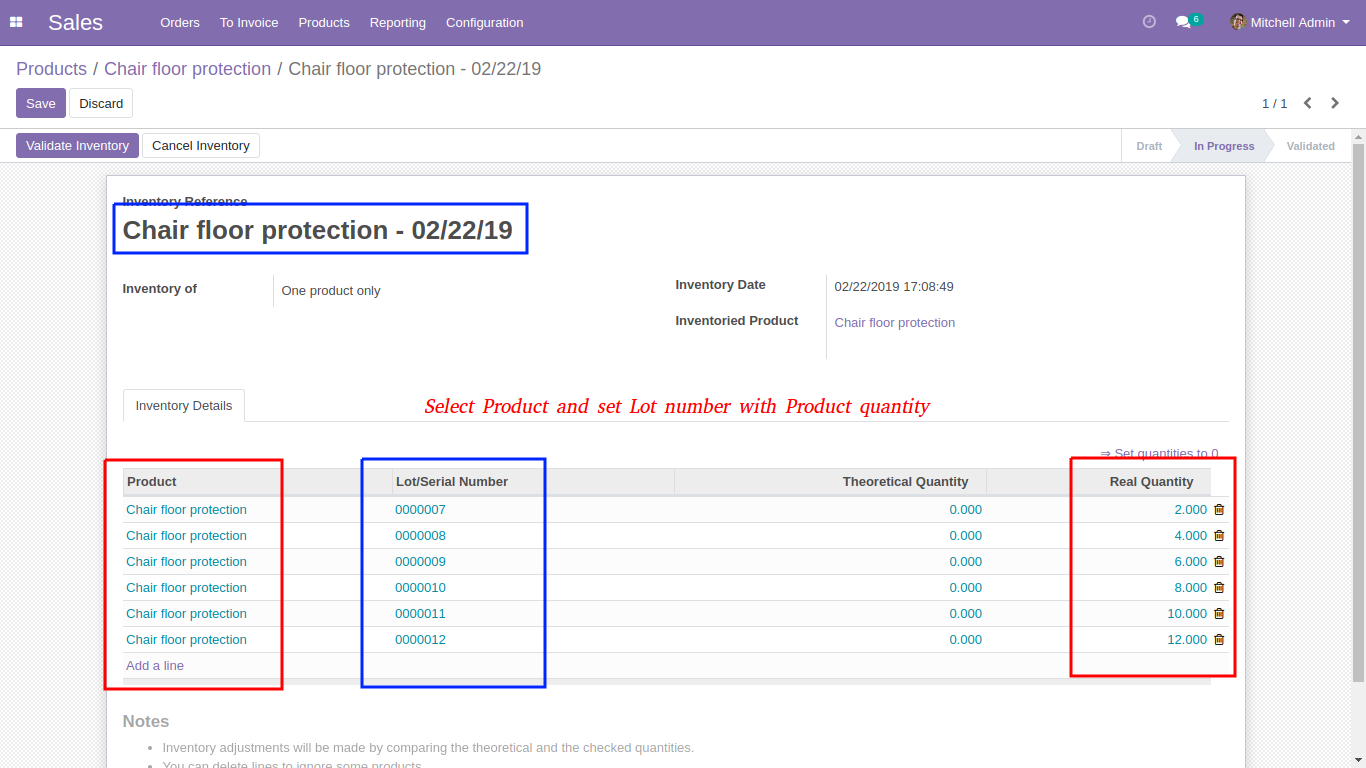 Sales Orders To Invoice Products Reporting Configuration 6 Mitchell Admin
Products / Chair floor protection / Chair floor protection - 02/22/19
Save Discard 1 / 1
Validate Inventory Cancel Inventory Draft In Progress Validated
Inventory Reference
Chair floor protection - 02/22/19
Inventory of One product only
Inventory Date 02/22/2019 17:08:49
Inventoried Product Chair floor protection
Inventory Details
Select Product and set Lot number with Product quantity
⇒ Set quantities to 0
Product Lot/Serial Number Theoretical Quantity Real Quantity
Chair floor protection 0000007 0.000 2.000
Chair floor protection 0000008 0.000 4.000
Chair floor protection 0000009 0.000 6.000
Chair floor protection 0000010 0.000 8.000
Chair floor protection 0000011 0.000 10.000
Chair floor protection 0000012 0.000 12.000
Add a line
Notes
• Inventory adjustments will be made by comparing the theoretical and the checked quantities.
• You can delete lines to ignore some products.